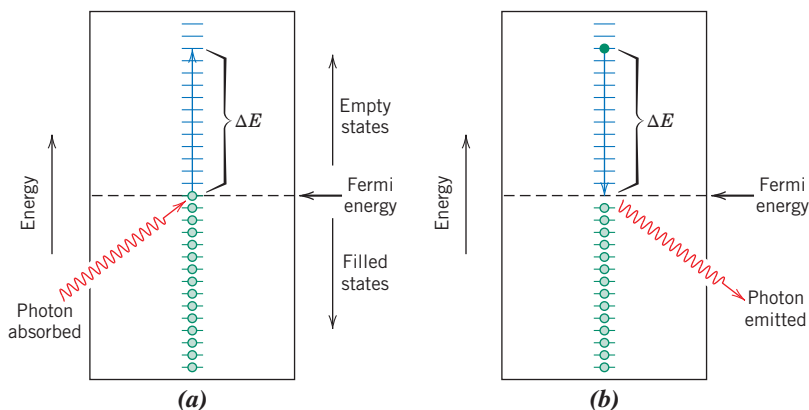 Energy
Photon
absorbed
ΔE
Empty
states
Fermi
energy
Filled
states
(a)
Energy
ΔE
Fermi
energy
Photon
emitted
(b)